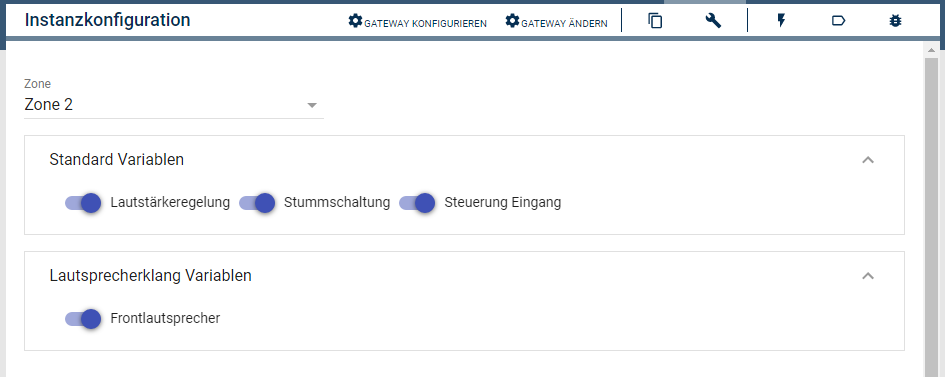 Instanzkonfiguration GATEWAY KONFIGURIEREN GATEWAY ÄNDERN
Zone
Zone 2
Standard Variablen
Lautstärkeregelung Stummschaltung Steuerung Eingang
Lautsprecherklang Variablen
Frontlautsprecher